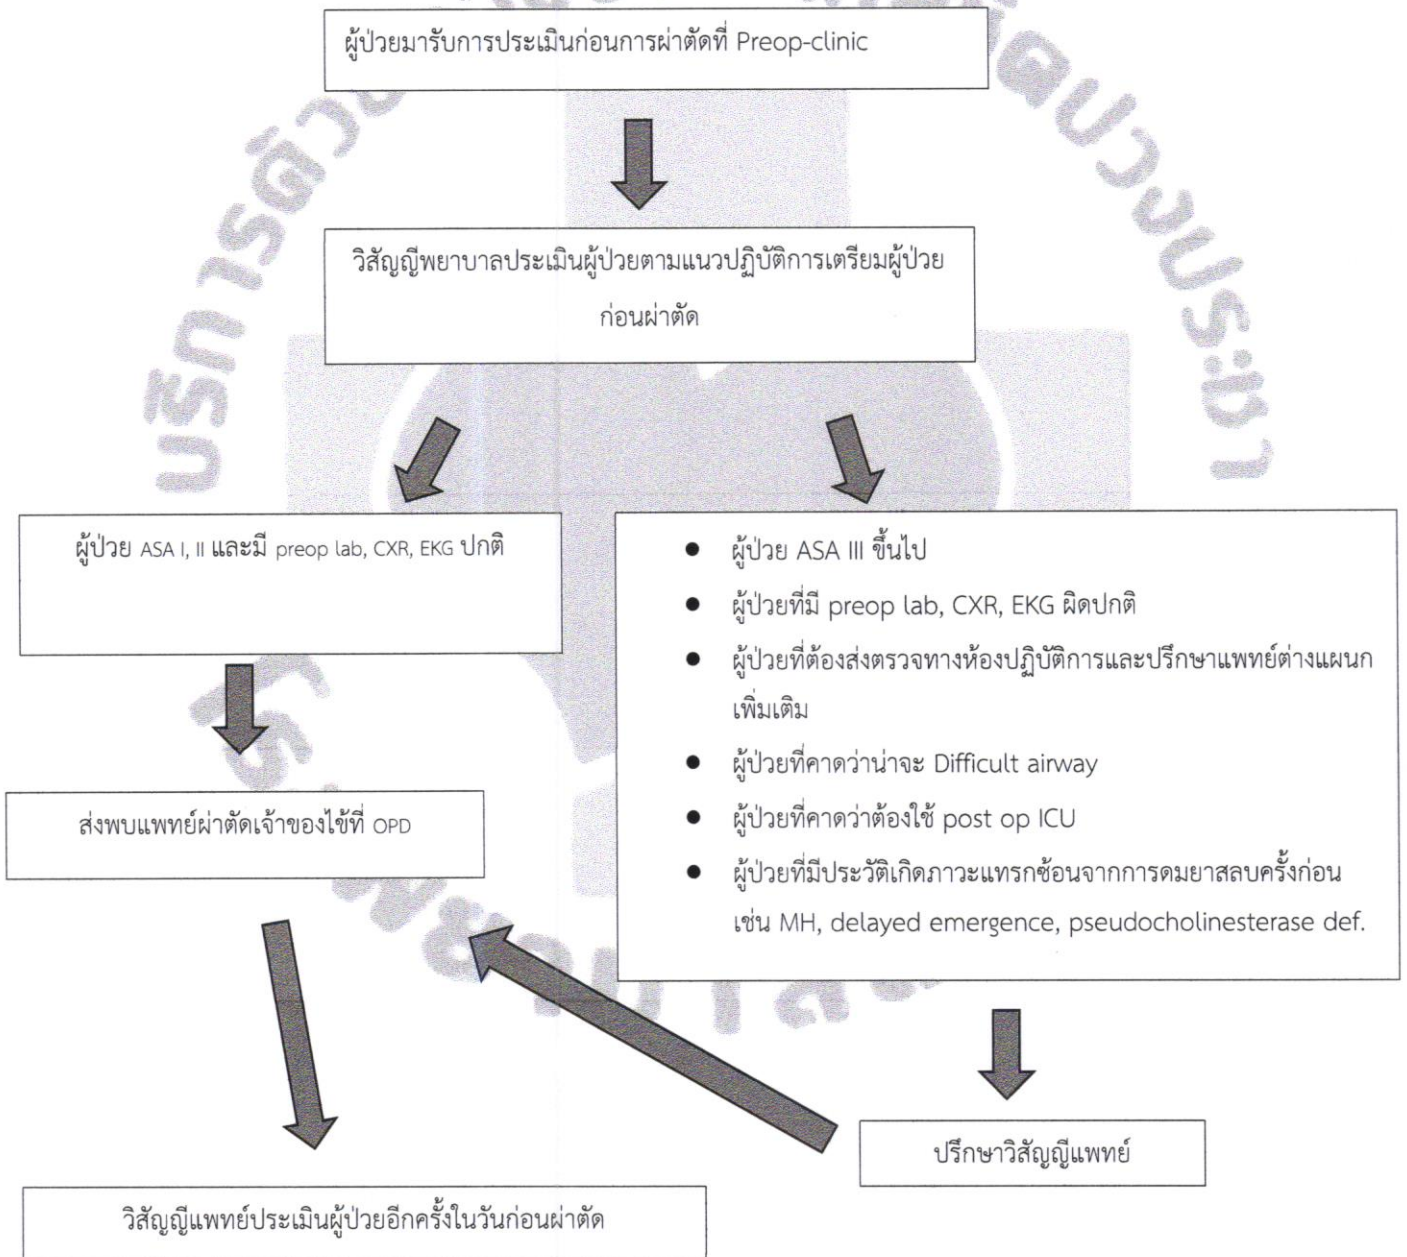 ผู้ป่วยมารับการประเมินก่อนการผ่าตัดที่ Preop-clinic
วิสัญญีพยาบาลประเมินผู้ป่วยตามแนวปฏิบัติการเตรียมผู้ป่วย
ก่อนผ่าตัด
ผู้ป่วย ASA I, II และมี preop lab, CXR, EKG ปกติ
ส่งพบแพทย์ผ่าตัดเจ้าของไข้ที่ OPD
● ผู้ป่วย ASA III ขึ้นไป
● ผู้ป่วยที่มี preop lab, CXR, EKG ผิดปกติ
● ผู้ป่วยที่ต้องส่งตรวจทางห้องปฏิบัติการและปรึกษาแพทย์ต่างแผนก
เพิ่มเติม
● ผู้ป่วยที่คาดว่าน่าจะ Difficult airway
● ผู้ป่วยที่คาดว่าต้องใช้ post op ICU
● ผู้ป่วยที่มีประวัติเกิดภาวะแทรกซ้อนจากการดมยาสลบครั้งก่อน
เช่น MH, delayed emergence, pseudocholinesterase def.
ปรึกษาวิสัญญีแพทย์
วิสัญญีแพทย์ประเมินผู้ป่วยอีกครั้งในวันก่อนผ่าตัด